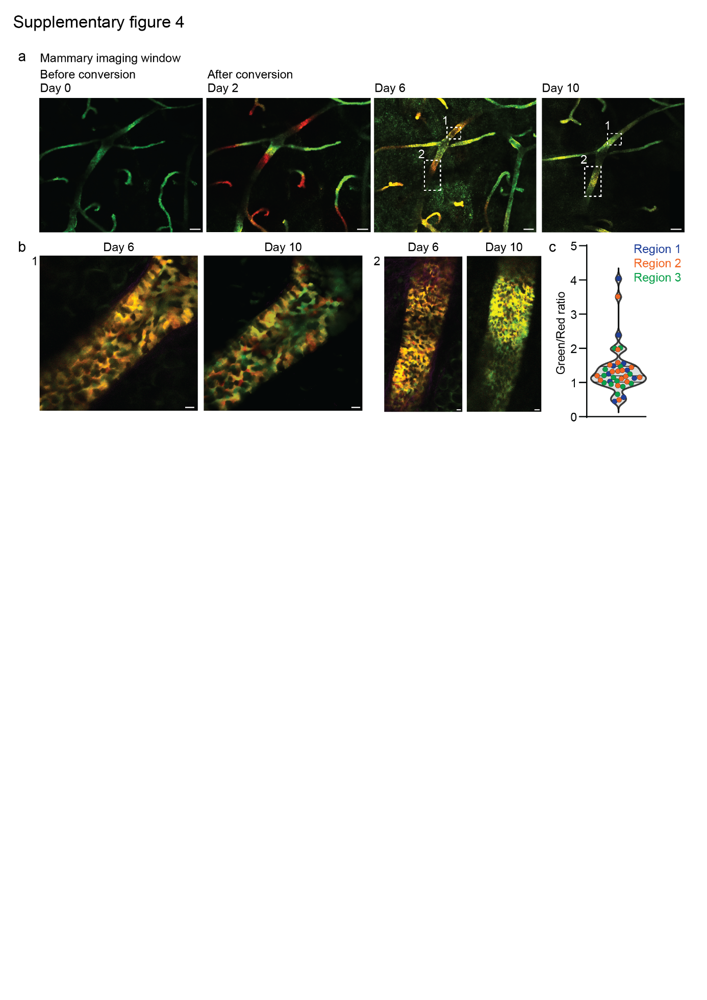 Supplementary figure 4
a
Mammary imaging window
Before conversion
Day 0
After conversion
Day 2
Day 6
Day 10
1
2
1
2
b
Day 6
Day 10
1
Day 6
Day 10
2
c
Green/Red ratio
5
4
3
2
1
0
Region 1
Region 2
Region 3